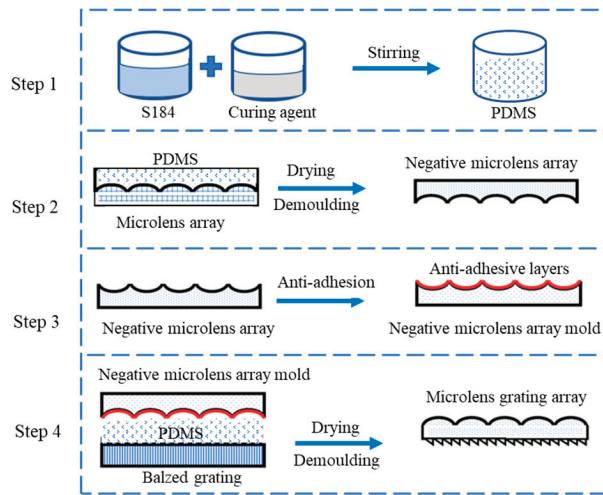 Step 1
S184
Curing agent
Stirring
PDMS
Step 2
PDMS
Microlens array
Drying
Demoulding
Negative microlens array
Step 3
Negative microlens array
Anti-adhesion
Anti-adhesive layers
Negative microlens array mold
Step 4
Negative microlens array mold
PDMS
Balzed grating
Drying
Demoulding
Microlens grating array